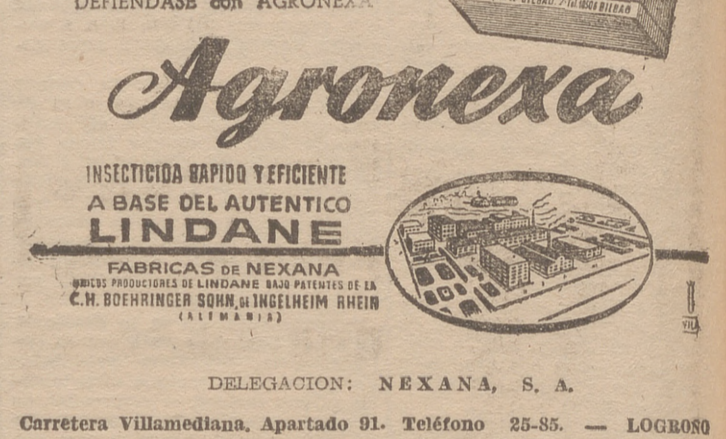 DEFIENDASE con AGRONEXA
BILBAO
Agronexa
INSECTICIDA RAPIDO Y EFICIENTE
A BASE DEL AUTENTICO
LINDANE
FABRICAS DE NEXANA
UNICOS PRODUCTORES DE LINDANE BAJO PATENTES DE LA
C.H. BOEHRINGER SOHN, DE INGELHEIM RHEIN
(ALEMANIA)
DELEGACION: NEXANA, S. A.
Carretera Villamediana. Apartado 91. Teléfono 25-85. — LOGROÑO